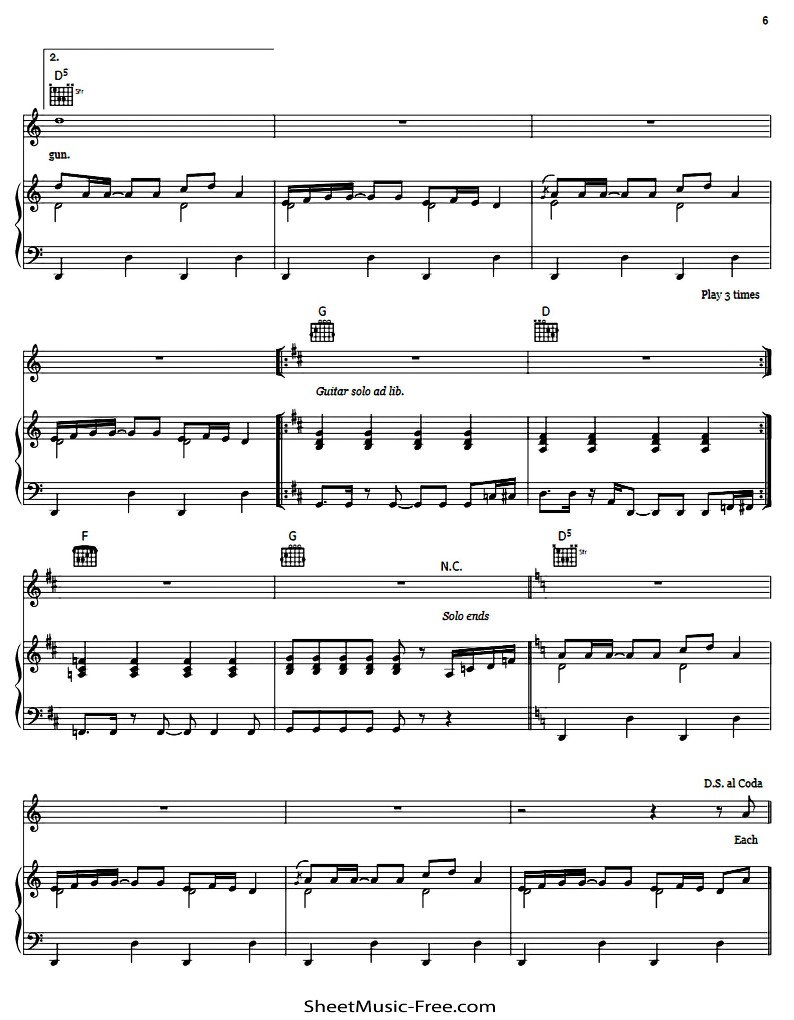 6
2.
D5
5fr
gun.
Play 3 times
G
D
Guitar solo ad lib.
F
G
N.C.
D5
5fr
Solo ends
D.S. al Coda
Each
SheetMusic-Free.com